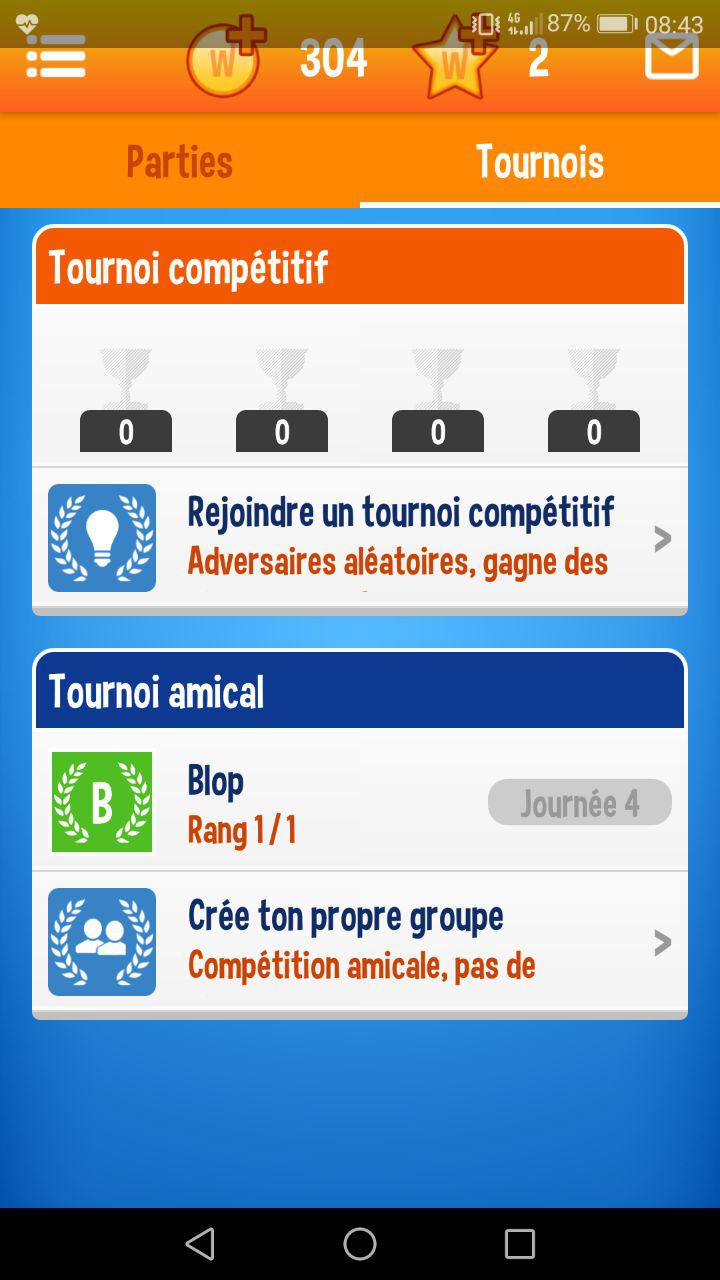 4G 87% 08:43
W 304 W 2
Parties Tournois
Tournoi compétitif
0 0 0 0
Rejoindre un tournoi compétitif
>
Adversaires aléatoires, gagne des
Tournoi amical
B
Blop
Rang 1 / 1
Journée 4
Crée ton propre groupe
>
Compétition amicale, pas de